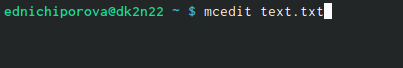 ednichiporova@dk2n22 ~ $ mcedit text.txt